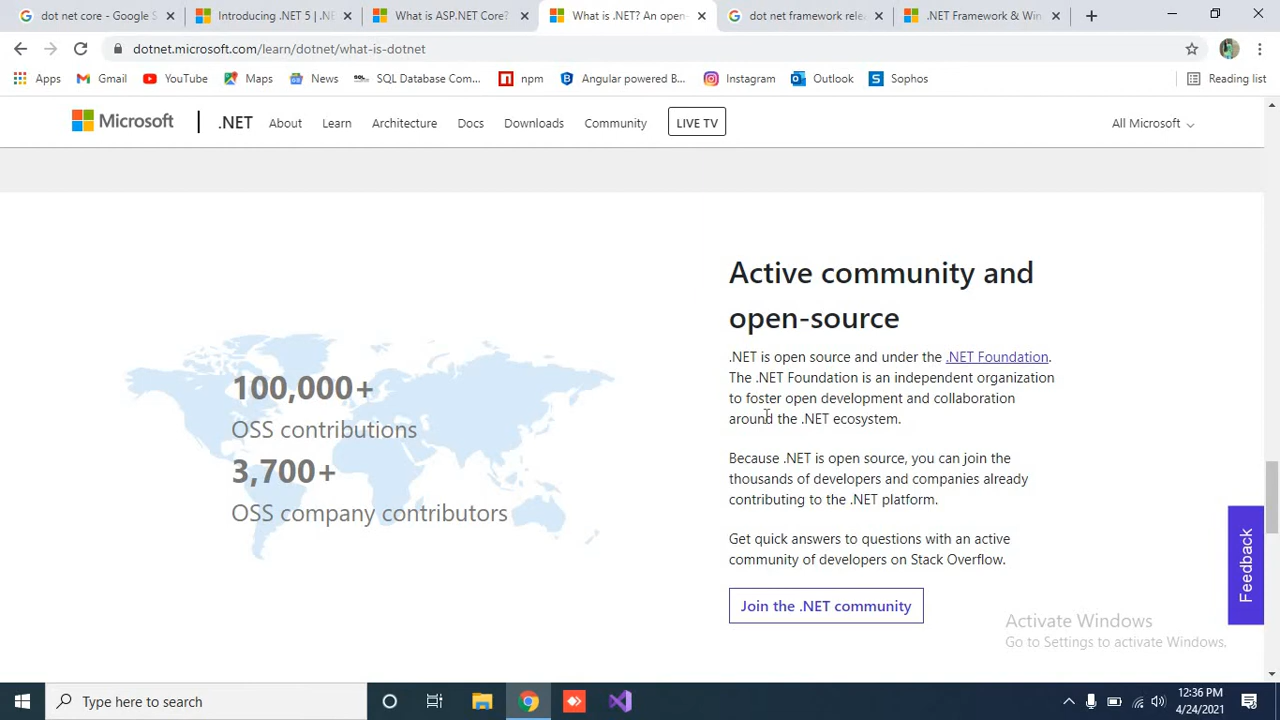 dot net core - Google S
Introducing .NET 5 | .NE
What is ASP.NET Core?
What is .NET? An open-
dot net framework rele
.NET Framework & Win
dotnet.microsoft.com/learn/dotnet/what-is-dotnet
Apps
Gmail
YouTube
Maps
News
SQL Database Com...
npm
Angular powered B...
Instagram
Outlook
Sophos
Reading list
Microsoft
.NET
About
Learn
Architecture
Docs
Downloads
Community
LIVE TV
All Microsoft
100,000+
OSS contributions
3,700+
OSS company contributors
Active community and
open-source
.NET is open source and under the .NET Foundation.
The .NET Foundation is an independent organization
to foster open development and collaboration
around the .NET ecosystem.
Because .NET is open source, you can join the
thousands of developers and companies already
contributing to the .NET platform.
Get quick answers to questions with an active
community of developers on Stack Overflow.
Join the .NET community
Feedback
Activate Windows
Go to Settings to activate Windows.
Type here to search
12:36 PM
4/24/2021